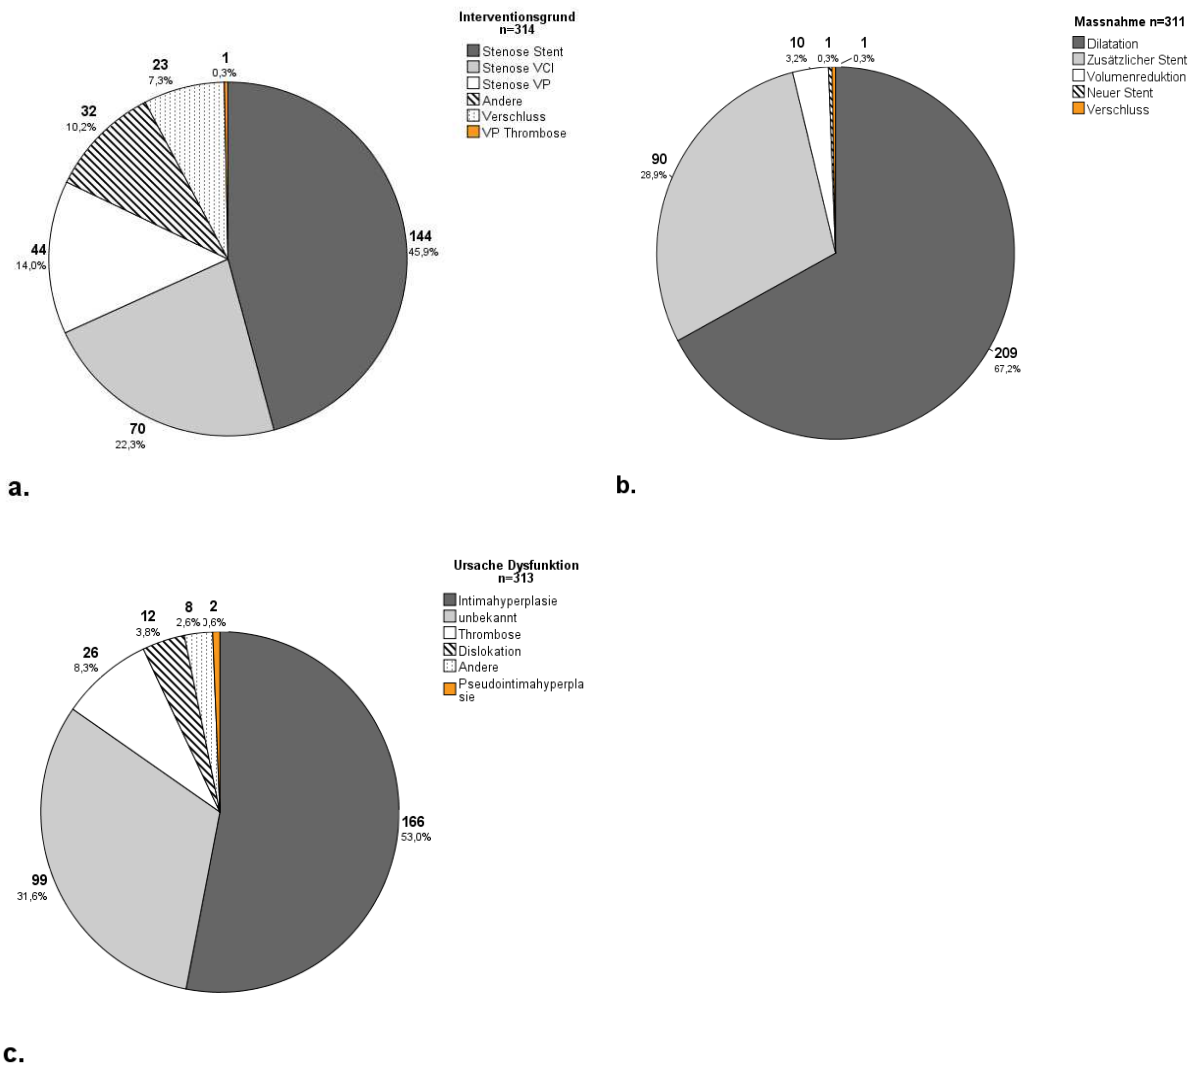 Interventionsgrund
n=314
Stenose Stent
Stenose VCI
Stenose VP
Andere
Verschluss
VP Thrombose
1
0,3%
23
7,3%
32
10,2%
44
14,0%
70
22,3%
144
45,9%
a.
Massnahme n=311
Dilatation
Zusätzlicher Stent
Volumenreduktion
Neuer Stent
Verschluss
10
3,2%
1
0,3%
1
0,3%
90
28,9%
209
67,2%
b.
Ursache Dysfunktion
n=313
Intimahyperplasie
unbekannt
Thrombose
Dislokation
Andere
Pseudointimahyperpla
sie
8
2,6%
2
0,6%
12
3,8%
26
8,3%
99
31,6%
166
53,0%
c.